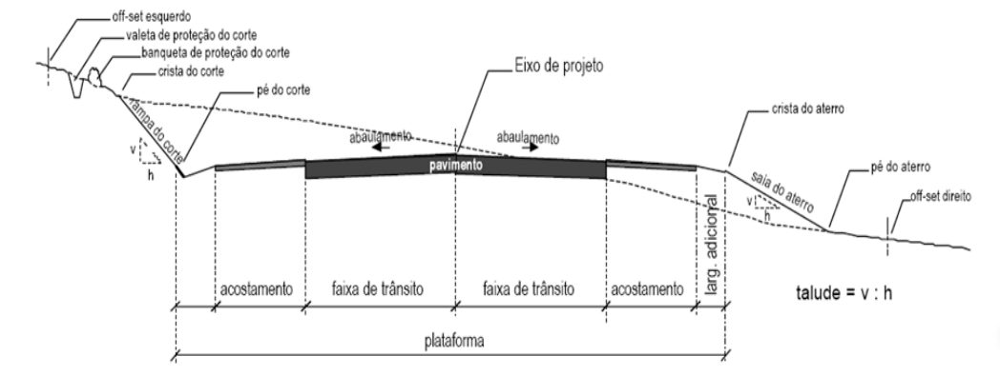 off-set esquerdo
valeta de proteção do corte
banqueta de proteção do corte
crista do corte
pé do corte
Eixo de projeto
crista do aterro
rampa do corte
abaulamento
abaulamento
pavimento
v
h
saia do aterro
v
h
pé do aterro
off-set direito
larg. adicional
acostamento
faixa de trânsito
faixa de trânsito
acostamento
talude = v : h
plataforma